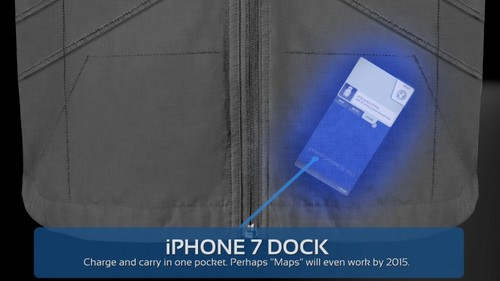 iPHONE 7 DOCK
Charge and carry in one pocket. Perhaps "Maps" will even work by 2015.